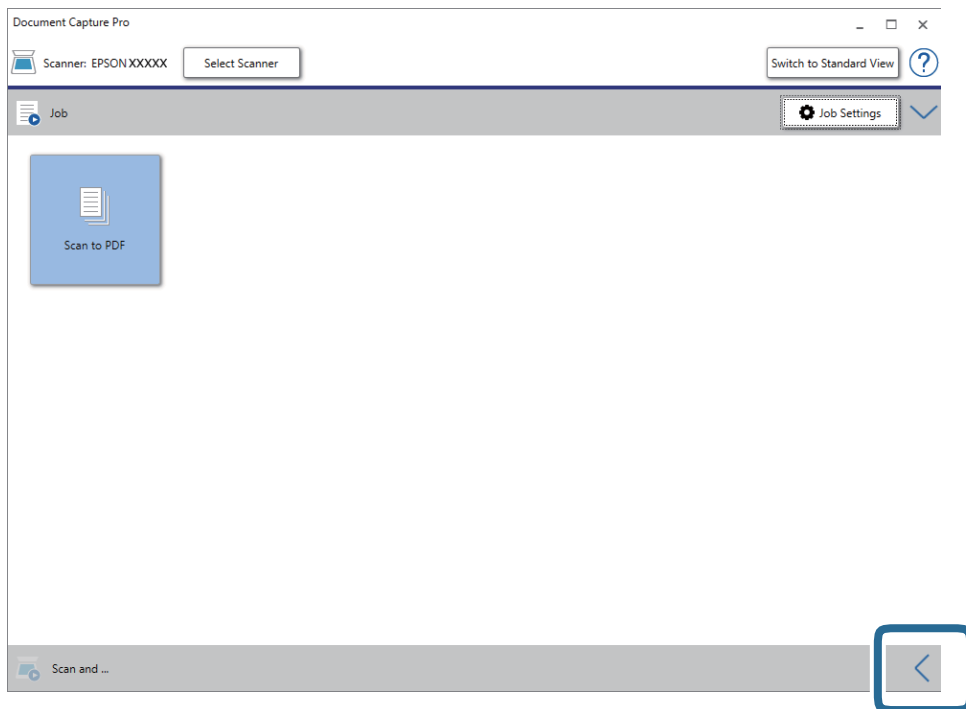 Document Capture Pro
Scanner: EPSON XXXXX Select Scanner Switch to Standard View ?
Job Job Settings
Scan to PDF
Scan and ...